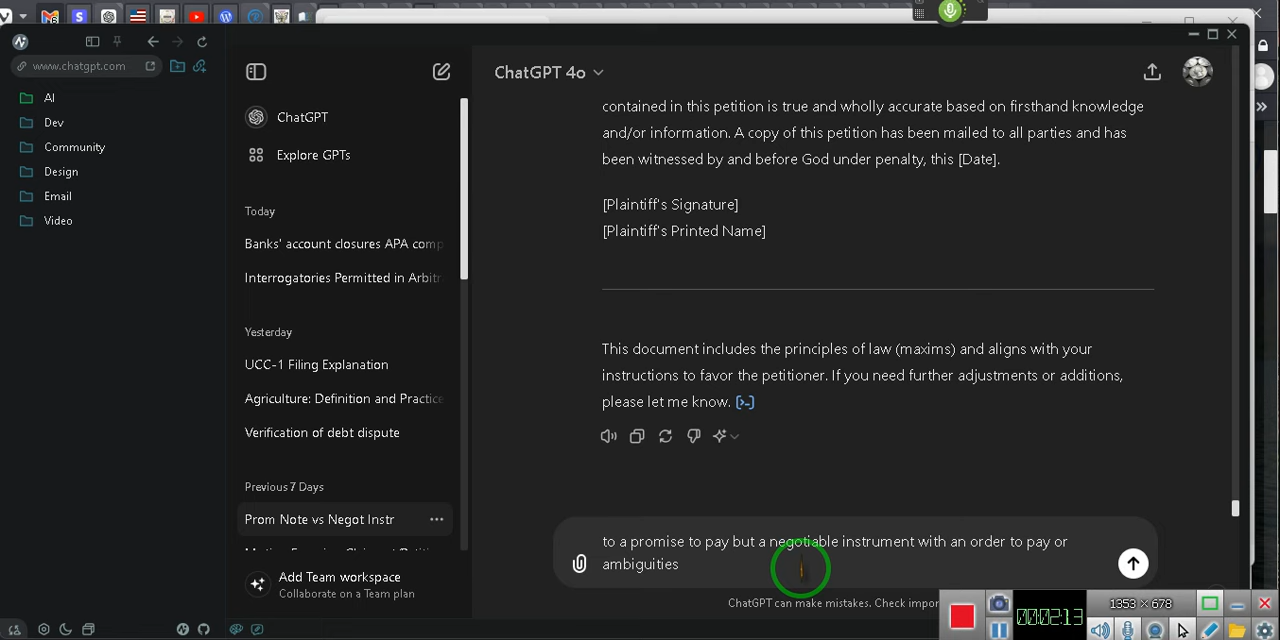 www.chatgpt.com
AI
Dev
Community
Design
Email
Video
ChatGPT
Explore GPTs
Today
Banks' account closures APA comp
Interrogatories Permitted in Arbitr
Yesterday
UCC-1 Filing Explanation
Agriculture: Definition and Practice
Verification of debt dispute
Previous 7 Days
Prom Note vs Negot Instr
Add Team workspace
Collaborate on a Team plan
ChatGPT 4o
contained in this petition is true and wholly accurate based on firsthand knowledge
and/or information. A copy of this petition has been mailed to all parties and has
been witnessed by and before God under penalty, this [Date].
[Plaintiff's Signature]
[Plaintiff's Printed Name]
This document includes the principles of law (maxims) and aligns with your
instructions to favor the petitioner. If you need further adjustments or additions,
please let me know. [>-]
to a promise to pay but a negotiable instrument with an order to pay or
ambiguities
ChatGPT can make mistakes. Check impor
1353 × 678
00:02:13